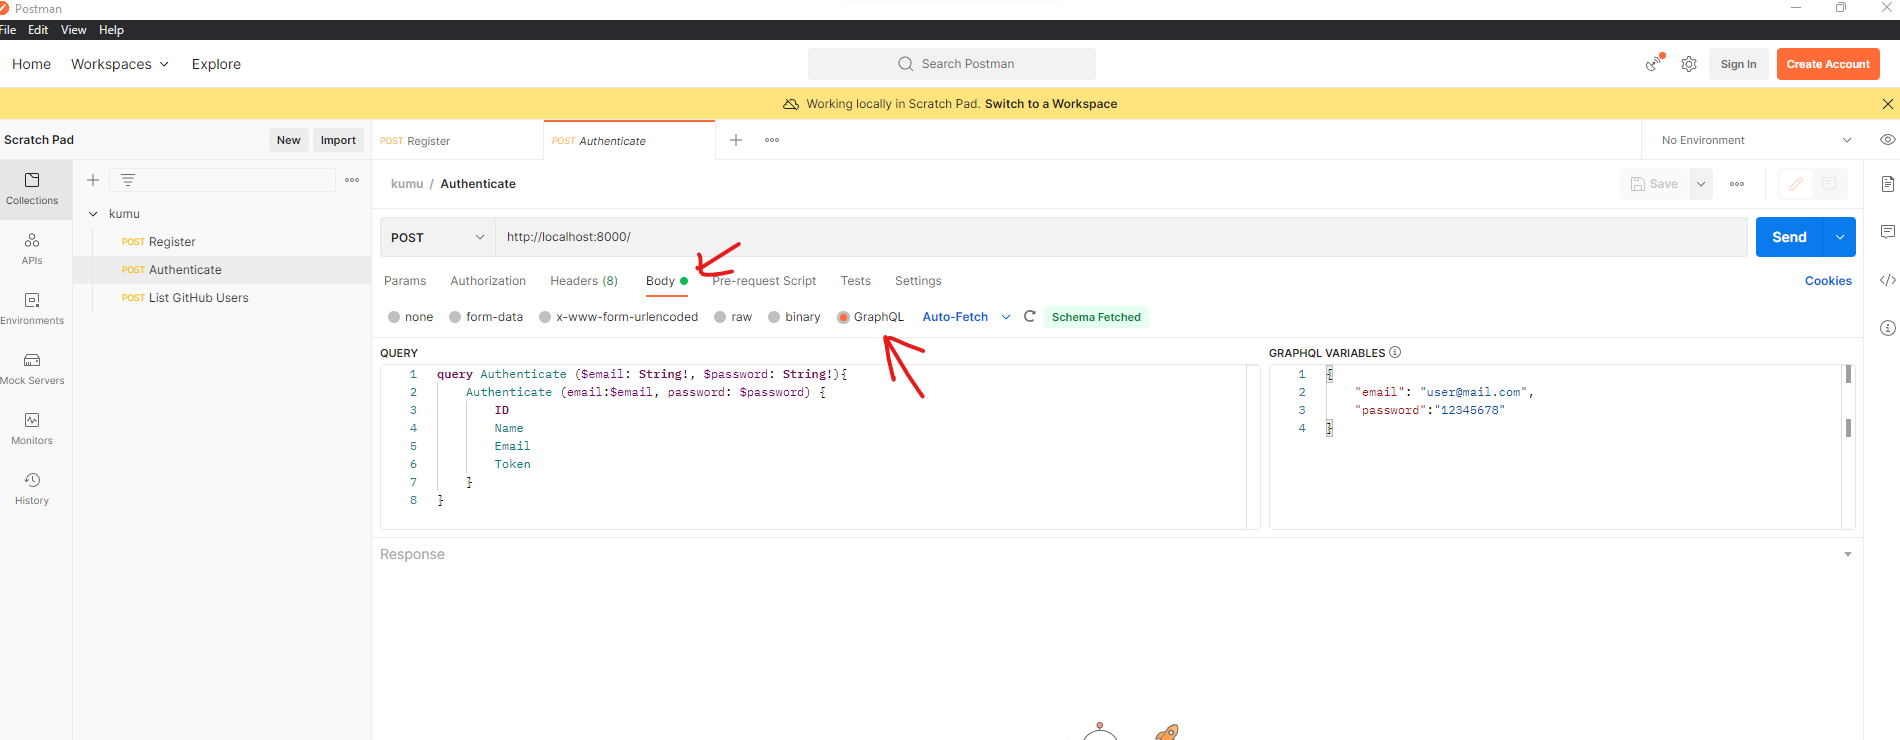 Postman
File Edit View Help
Home Workspaces Explore Search Postman Sign In Create Account
Working locally in Scratch Pad. Switch to a Workspace
Scratch Pad New Import POST Register POST Authenticate No Environment
kumu / Authenticate Save
Collections
kumu
POST Register
POST Authenticate
POST List GitHub Users
APIs
Environments
Mock Servers
Monitors
History
POST http://localhost:8000/ Send
Params Authorization Headers (8) Body Pre-request Script Tests Settings Cookies
none form-data x-www-form-urlencoded raw binary GraphQL Auto-Fetch Schema Fetched
QUERY
1 query Authenticate ($email: String!, $password: String!){
2 Authenticate (email:$email, password: $password) {
3 ID
4 Name
5 Email
6 Token
7 }
8 }
GRAPHQL VARIABLES
1 {
2 "email": "user@mail.com",
3 "password":"12345678"
4 }
Response